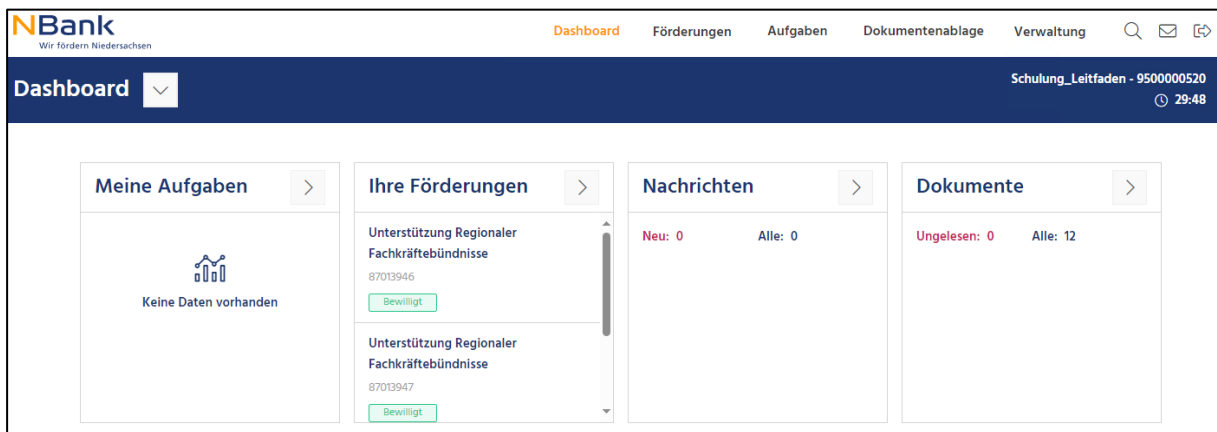 NBank
Wir fördern Niedersachsen
Dashboard Förderungen Aufgaben Dokumentenablage Verwaltung
Dashboard
Schulung_Leitfaden - 9500000520
29:48
Meine Aufgaben
Keine Daten vorhanden
Ihre Förderungen
Unterstützung Regionaler
Fachkräftebündnisse
87013946
Bewilligt
Unterstützung Regionaler
Fachkräftebündnisse
87013947
Bewilligt
Nachrichten
Neu: 0 Alle: 0
Dokumente
Ungelesen: 0 Alle: 12